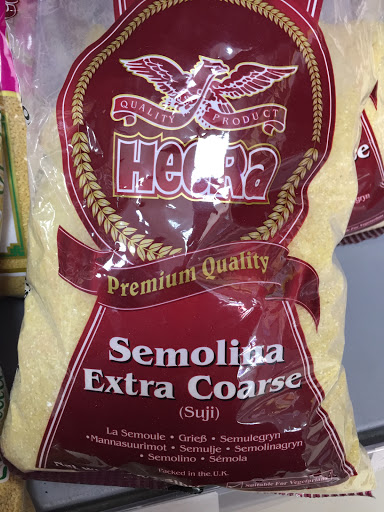 QUALITY PRODUCT
HEERA
Premium Quality
Semolina
Extra Coarse
(Suji)
La Semoule • Grieß • Semulegryn
•Mannasuurimot • Semulje • Semolinagryn
• Semolino • Sémola
Packed in the U.K.
Suitable For Vegetarians